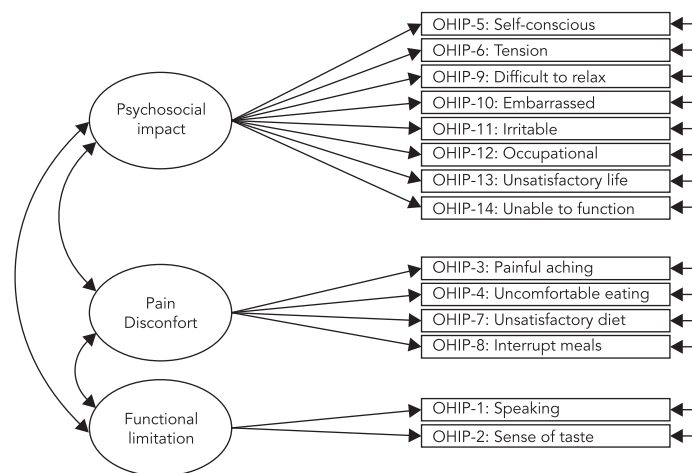 Psychosocial
impact
OHIP-5: Self-conscious
OHIP-6: Tension
OHIP-9: Difficult to relax
OHIP-10: Embarrassed
OHIP-11: Irritable
OHIP-12: Occupational
OHIP-13: Unsatisfactory life
OHIP-14: Unable to function
Pain
Disconfort
OHIP-3: Painful aching
OHIP-4: Uncomfortable eating
OHIP-7: Unsatisfactory diet
OHIP-8: Interrupt meals
Functional
limitation
OHIP-1: Speaking
OHIP-2: Sense of taste